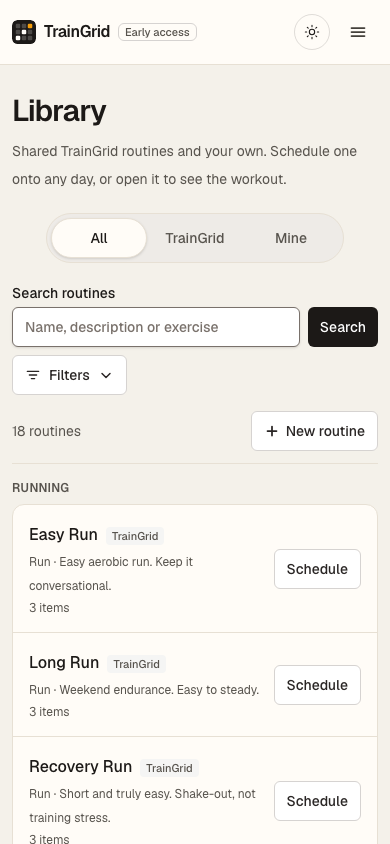 TrainGrid Early access
Library
Shared TrainGrid routines and your own. Schedule one
onto any day, or open it to see the workout.
All TrainGrid Mine
Search routines
Name, description or exercise Search
Filters
18 routines + New routine
RUNNING
Easy Run TrainGrid
Run · Easy aerobic run. Keep it
conversational.
3 items
Schedule
Long Run TrainGrid
Run · Weekend endurance. Easy to steady.
3 items
Schedule
Recovery Run TrainGrid
Run · Short and truly easy. Shake-out, not
training stress.
3 items
Schedule